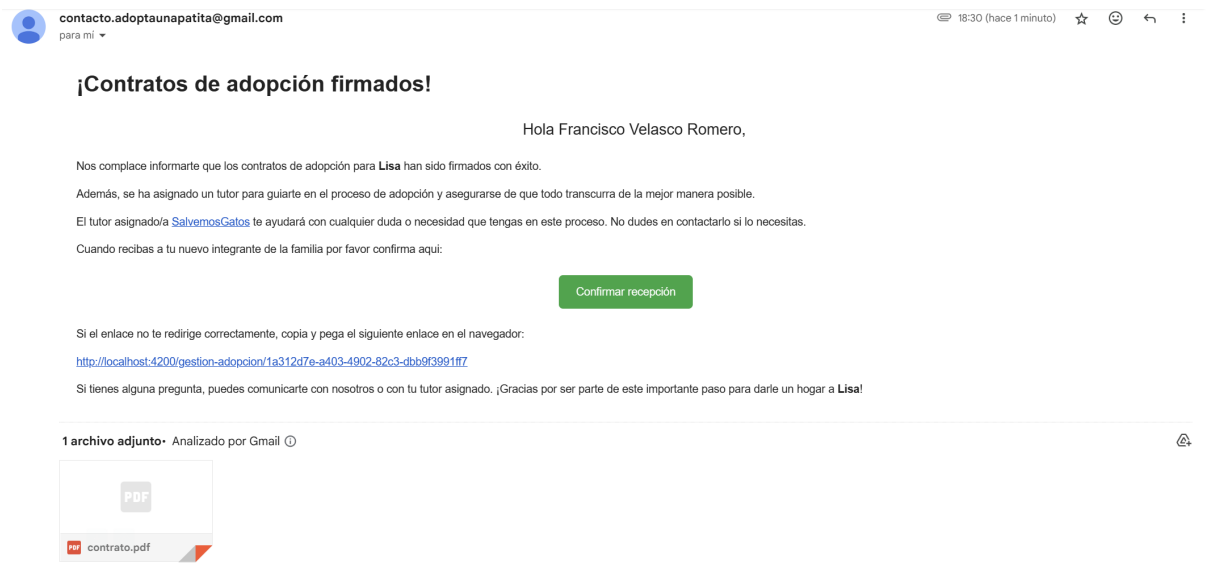 contacto.adoptaunapatita@gmail.com
18:30 (hace 1 minuto)
para mí
¡Contratos de adopción firmados!
Hola Francisco Velasco Romero,
Nos complace informarte que los contratos de adopción para Lisa han sido firmados con éxito.
Además, se ha asignado un tutor para guiarte en el proceso de adopción y asegurarse de que todo transcurra de la mejor manera posible.
El tutor asignado/a SalvemosGatos te ayudará con cualquier duda o necesidad que tengas en este proceso. No dudes en contactarlo si lo necesitas.
Cuando recibas a tu nuevo integrante de la familia por favor confirma aqui:
Confirmar recepción
Si el enlace no te redirige correctamente, copia y pega el siguiente enlace en el navegador:
http://localhost:4200/gestion-adopcion/1a312d7e-a403-4902-82c3-dbb9f3991ff7
Si tienes alguna pregunta, puedes comunicarte con nosotros o con tu tutor asignado. ¡Gracias por ser parte de este importante paso para darle un hogar a Lisa!
1 archivo adjunto• Analizado por Gmail
PDF
PDF contrato.pdf